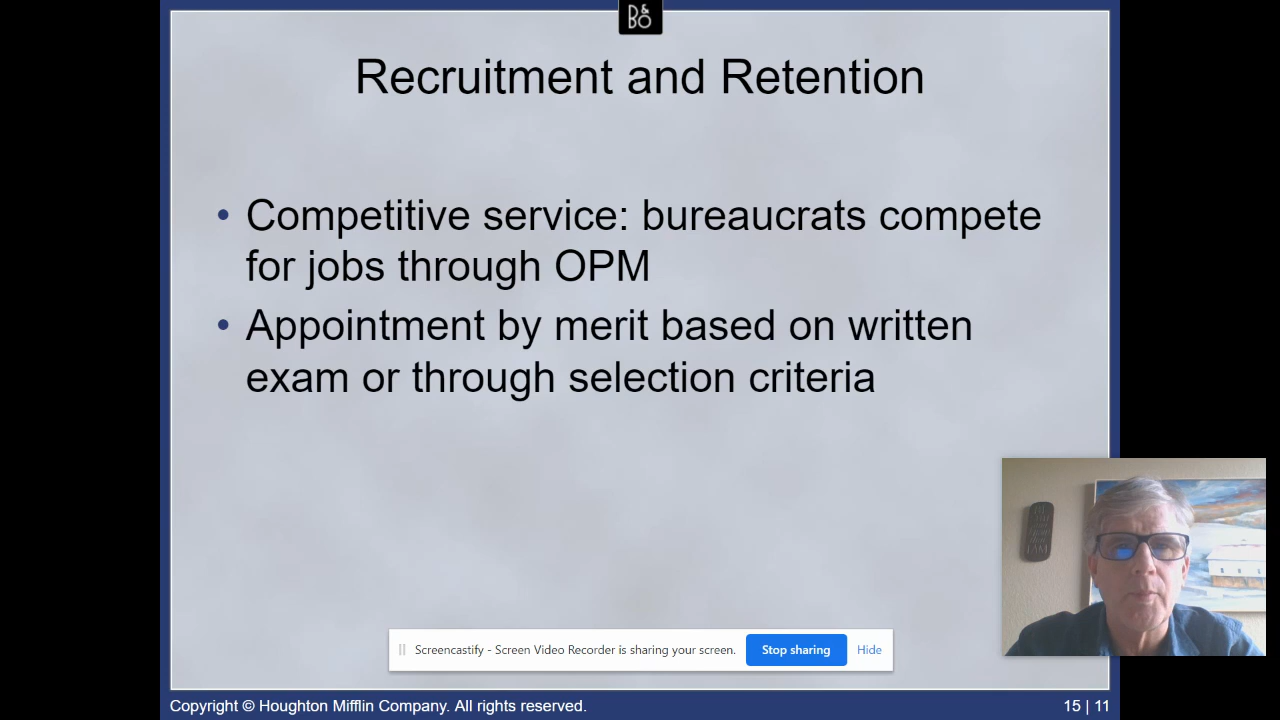 D&
BO
Recruitment and Retention
• Competitive service: bureaucrats compete
for jobs through OPM
• Appointment by merit based on written
exam or through selection criteria
Screencastify - Screen Video Recorder is sharing your screen.
Stop sharing
Hide
Copyright © Houghton Mifflin Company. All rights reserved.
15 | 11